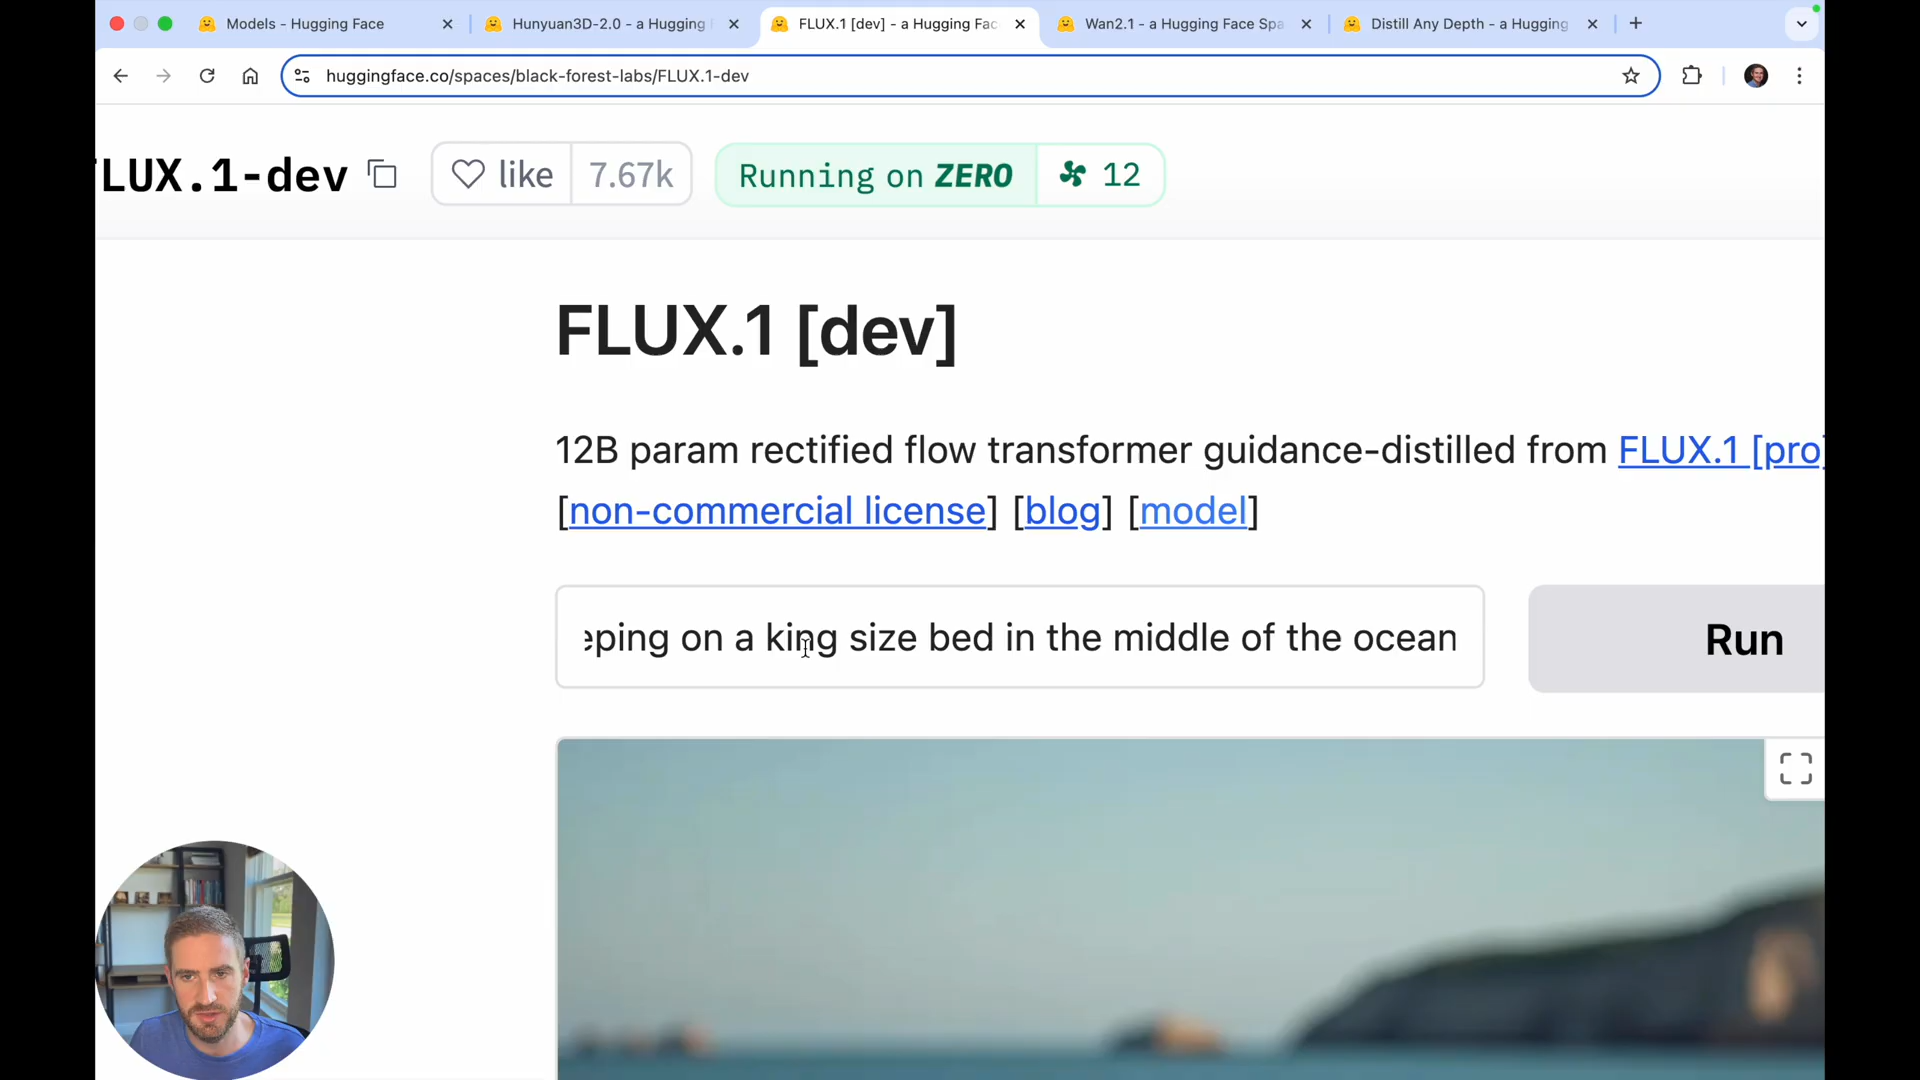 Models - Hugging Face
Hunyuan3D-2.0 - a Hugging
FLUX.1 [dev] - a Hugging Fac
Wan2.1 - a Hugging Face Spa
Distill Any Depth - a Hugging
huggingface.co/spaces/black-forest-labs/FLUX.1-dev
LUX.1-dev
like
7.67k
Running on ZERO
12
FLUX.1 [dev]
12B param rectified flow transformer guidance-distilled from FLUX.1 [pro]
[non-commercial license] [blog] [model]
eping on a king size bed in the middle of the ocean
Run